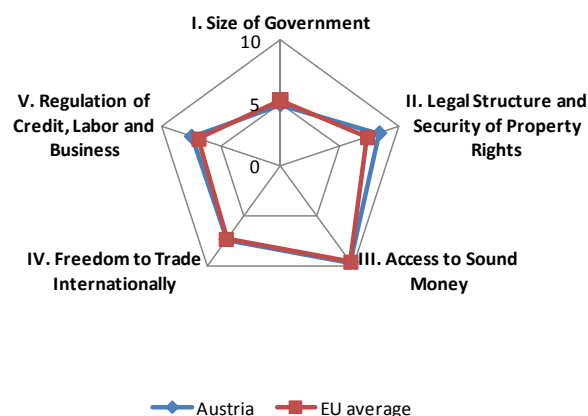 I. Size of Government
10
5
0
II. Legal Structure and
Security of Property
Rights
III. Access to Sound
Money
IV. Freedom to Trade
Internationally
V. Regulation of
Credit, Labor and
Business
Austria
EU average